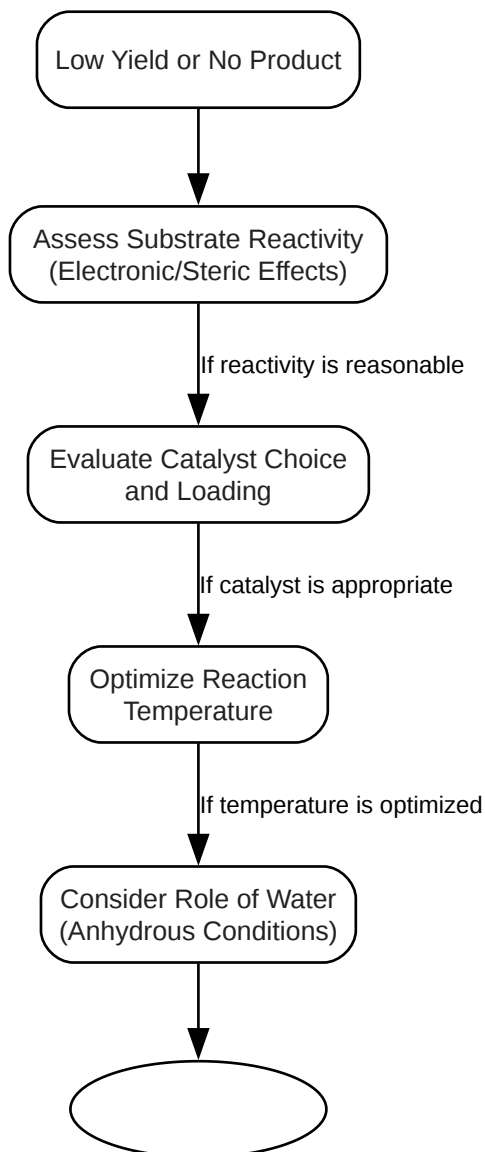 Low Yield or No Product
Assess Substrate Reactivity
(Electronic/Steric Effects)
If reactivity is reasonable
Evaluate Catalyst Choice
and Loading
If catalyst is appropriate
Optimize Reaction
Temperature
If temperature is optimized
Consider Role of Water
(Anhydrous Conditions)